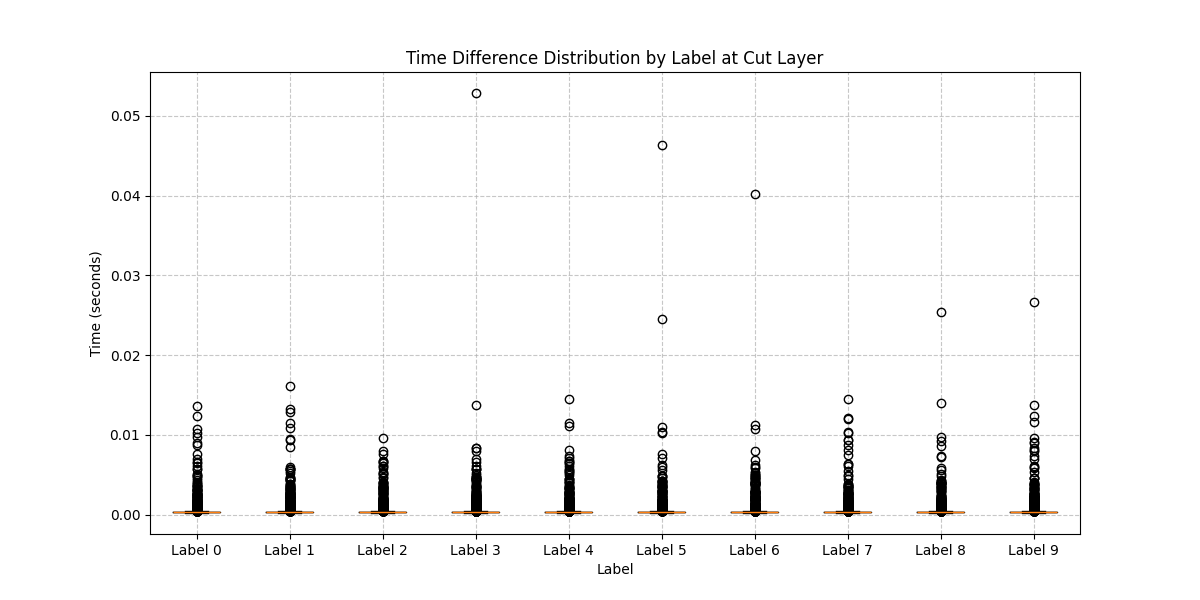 Time Difference Distribution by Label at Cut Layer
0.05
0.04
0.03
0.02
0.01
0.00
Time (seconds)
Label 0 Label 1 Label 2 Label 3 Label 4 Label 5 Label 6 Label 7 Label 8 Label 9
Label